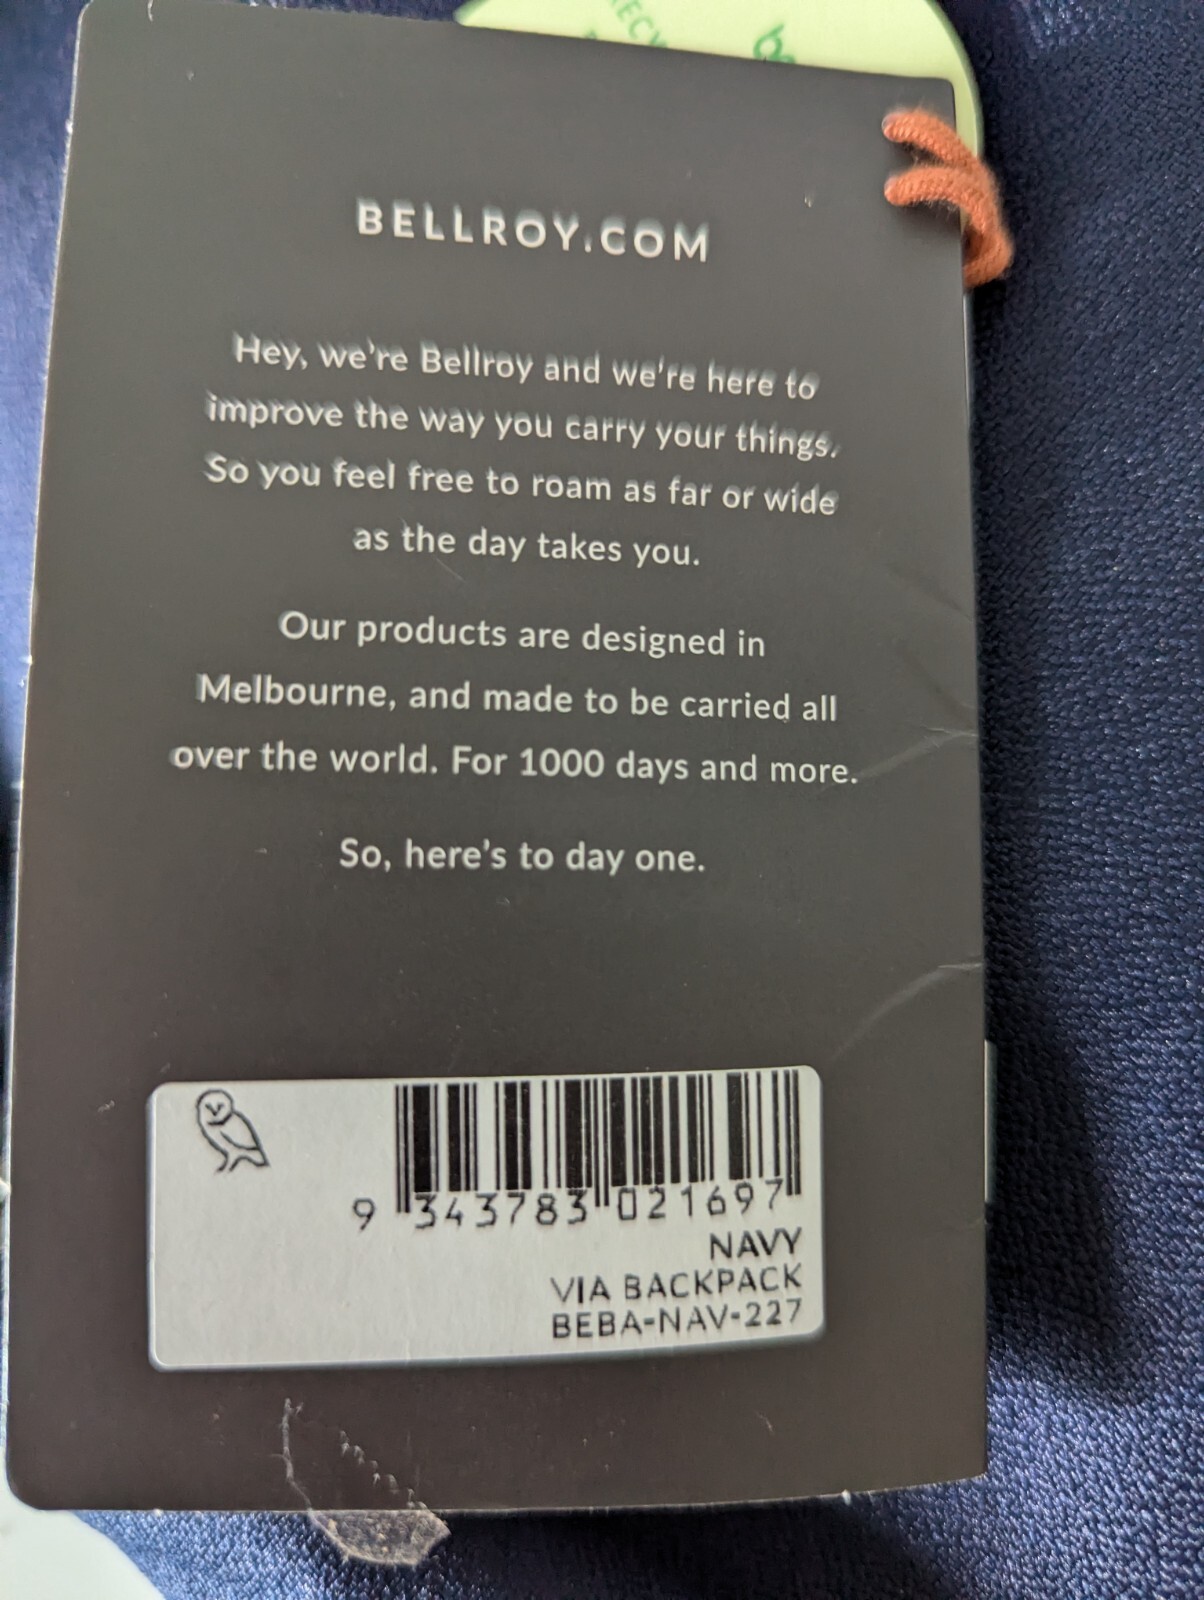 BELLROY.COM
Hey, we're Bellroy and we're here to
improve the way you carry your things.
So you feel free to roam as far or wide
as the day takes you.
Our products are designed in
Melbourne, and made to be carried all
over the world. For 1000 days and more.
So, here's to day one.
9 343783 021697
NAVY
VIA BACKPACK
BEBA-NAV-227